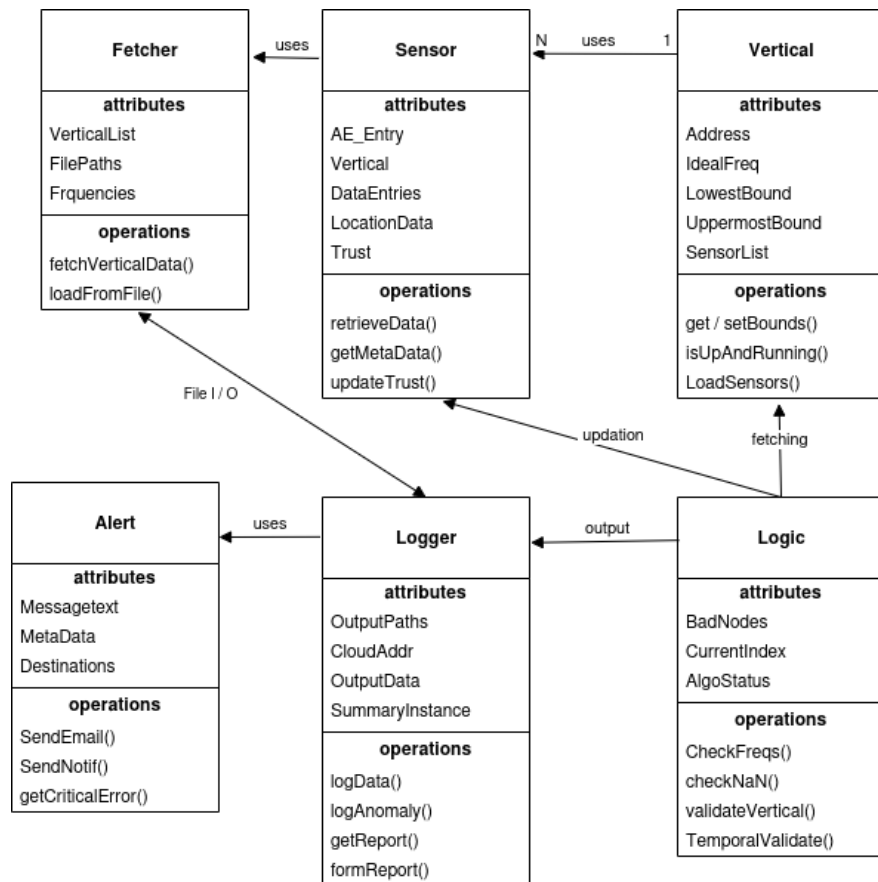 Fetcher
attributes
VerticalList
FilePaths
Frquencies
operations
fetchVerticalData()
loadFromFile()
uses
Sensor
attributes
AE_Entry
Vertical
DataEntries
LocationData
Trust
operations
retrieveData()
getMetaData()
updateTrust()
N uses 1
Vertical
attributes
Address
IdealFreq
LowestBound
UppermostBound
SensorList
operations
get / setBounds()
isUpAndRunning()
LoadSensors()
File I / O
updation
fetching
Alert
attributes
Messagetext
MetaData
Destinations
operations
SendEmail()
SendNotif()
getCriticalError()
uses
Logger
attributes
OutputPaths
CloudAddr
OutputData
SummaryInstance
operations
logData()
logAnomaly()
getReport()
formReport()
output
Logic
attributes
BadNodes
CurrentIndex
AlgoStatus
operations
CheckFreqs()
checkNaN()
validateVertical()
TemporalValidate()